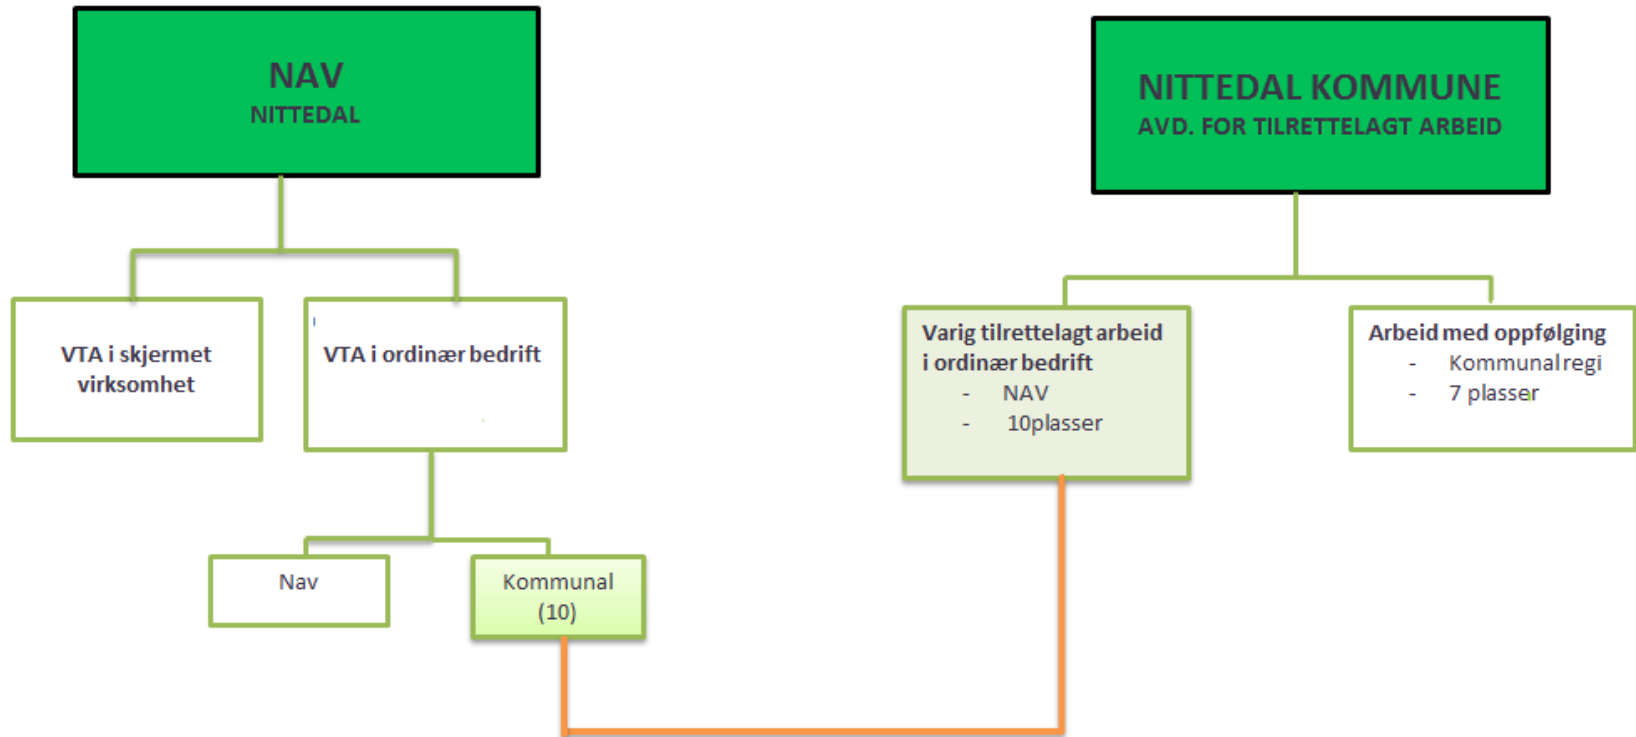 NAV
NITTEDAL
NITTEDAL KOMMUNE
AVD. FOR TILRETTELAGT ARBEID
VTA i skjermet
virksomhet
VTA i ordinær bedrift
Varig tilrettelagt arbeid
i ordinær bedrift
- NAV
- 10plasser
Arbeid med oppfølging
- Kommunal regi
- 7 plasser
Nav
Kommunal
(10)